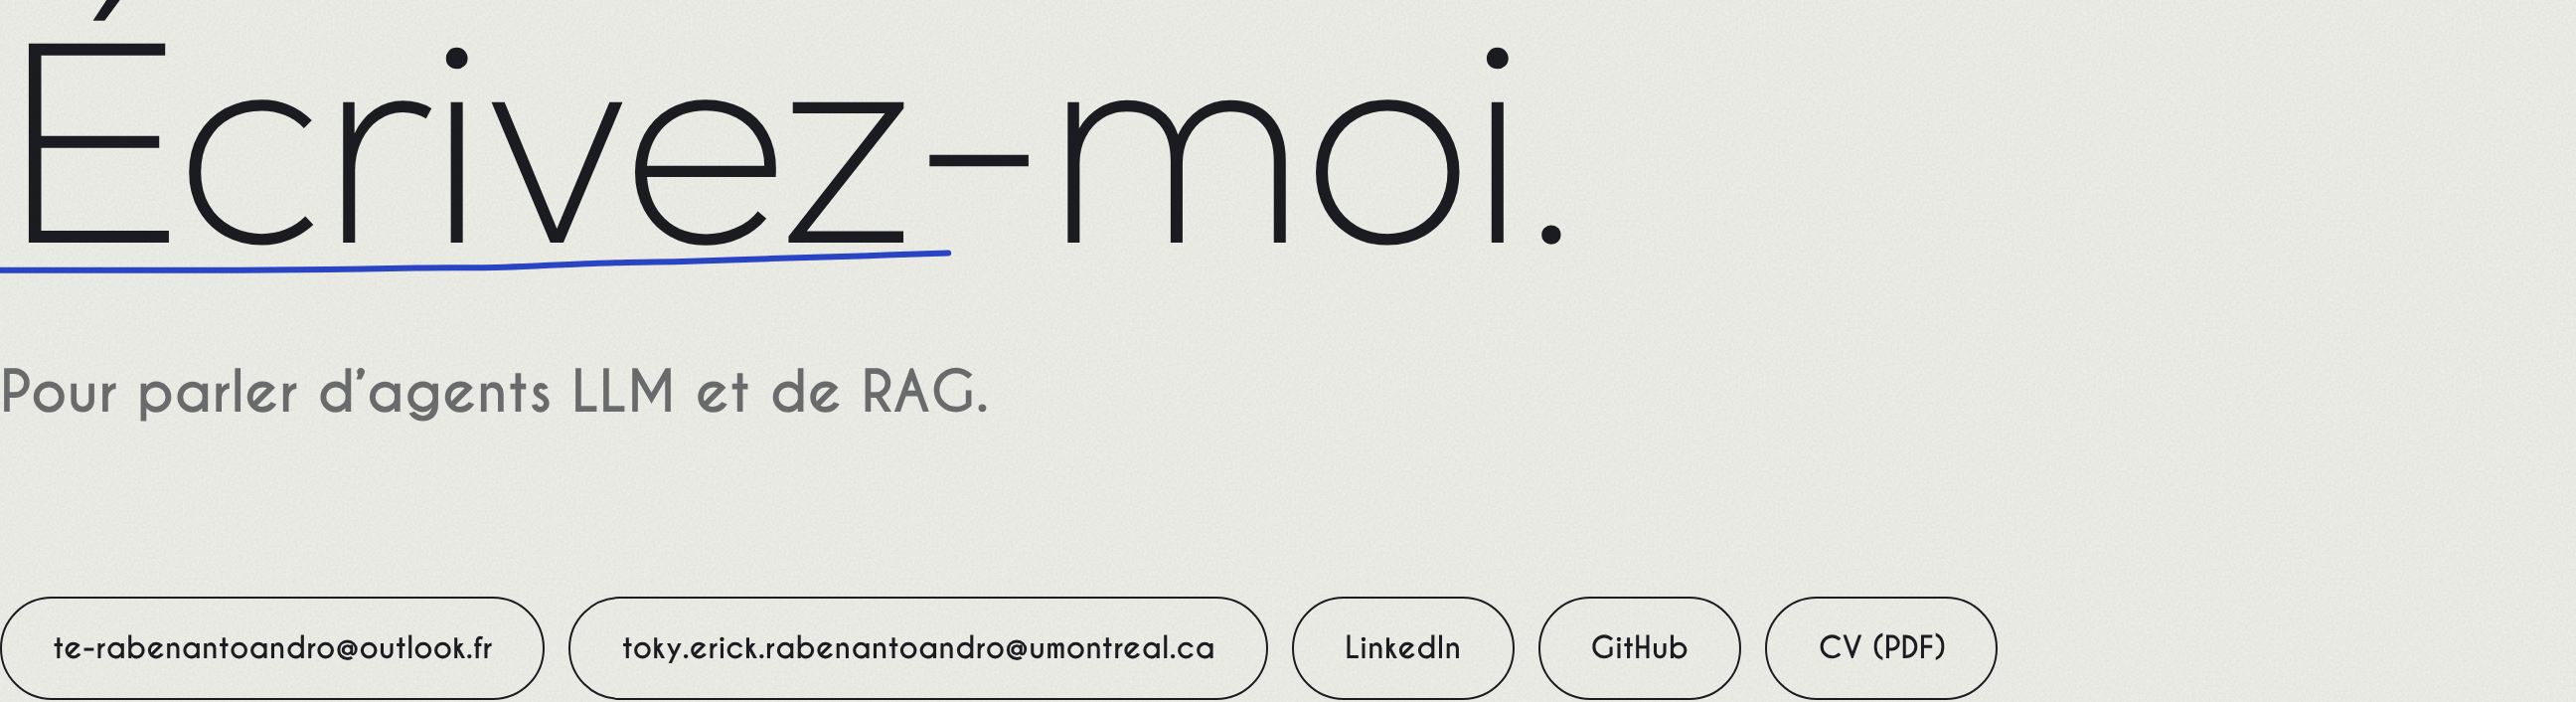 Écrivez-moi.
Pour parler d’agents LLM et de RAG.
te-rabenantoandro@outlook.fr toky.erick.rabenantoandro@umontreal.ca LinkedIn GitHub CV (PDF)